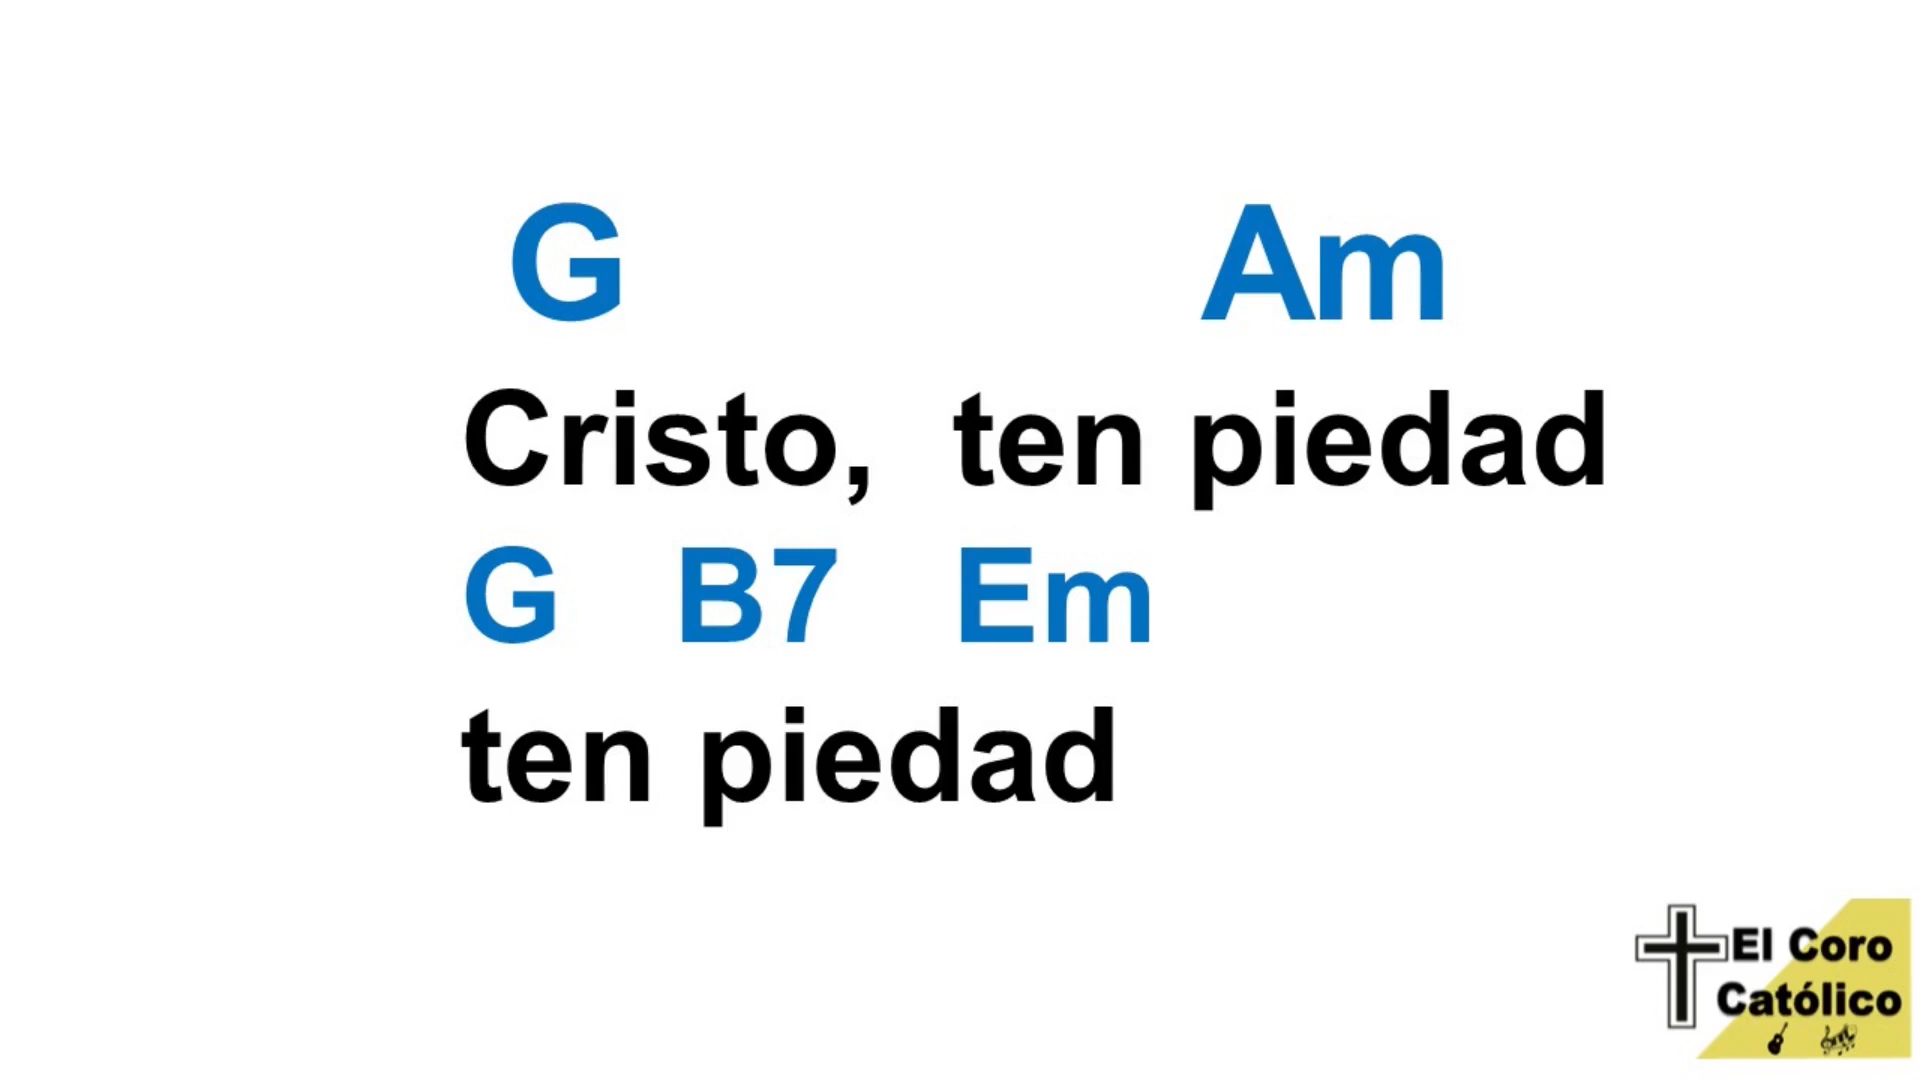 G Am
Cristo, ten piedad
G B7 Em
ten piedad
El Coro
Católico